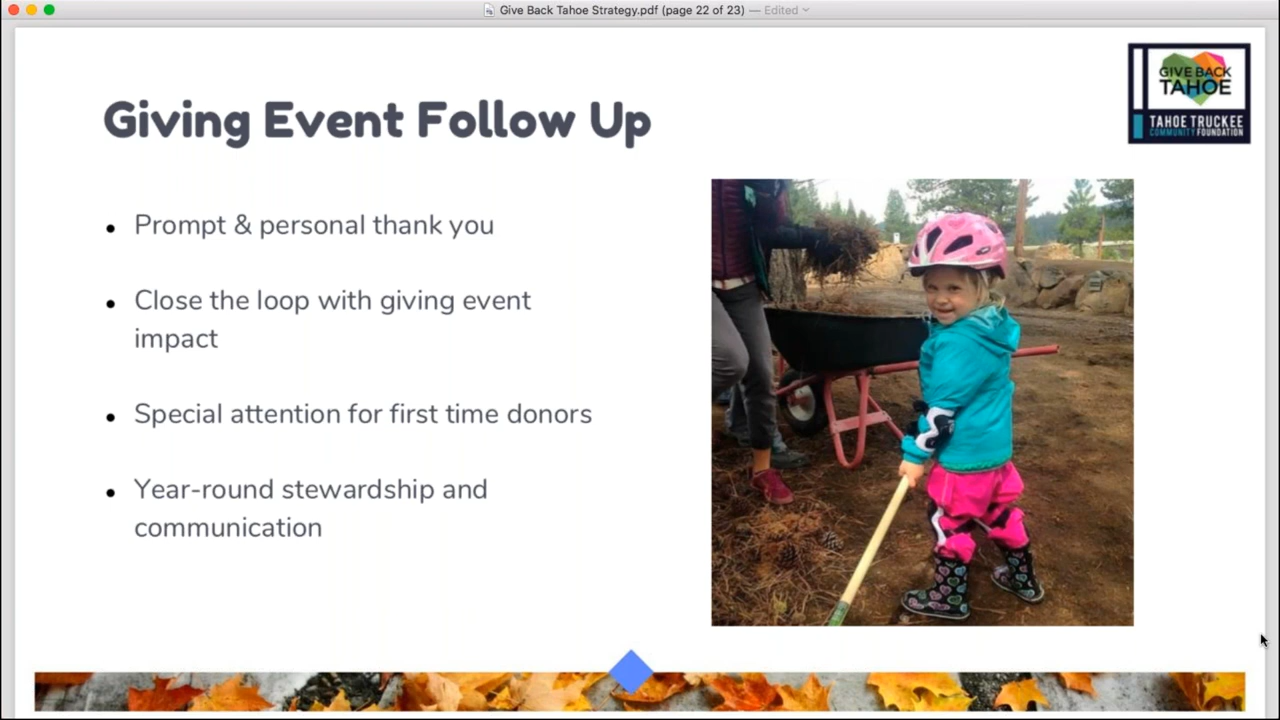 Give Back Tahoe Strategy.pdf (page 22 of 23) — Edited
GIVE BACK
TAHOE
TAHOE TRUCKEE
COMMUNITY FOUNDATION
Giving Event Follow Up
• Prompt & personal thank you
• Close the loop with giving event
impact
• Special attention for first time donors
• Year-round stewardship and
communication